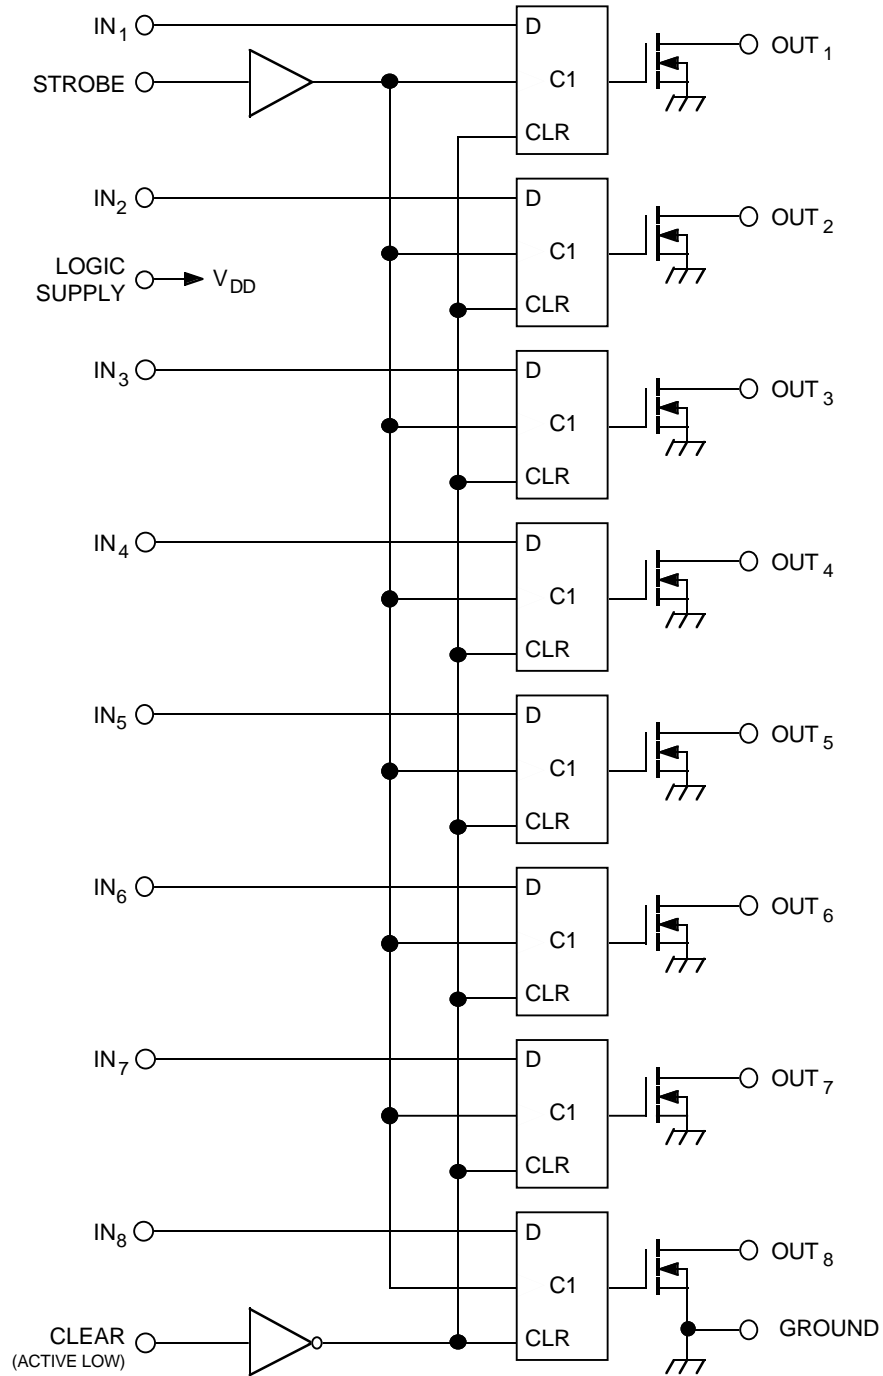 IN1
D
OUT1
STROBE
C1
CLR
IN2
D
OUT2
C1
LOGIC
SUPPLY
VDD
CLR
IN3
D
OUT3
C1
CLR
IN4
D
OUT4
C1
CLR
IN5
D
OUT5
C1
CLR
IN6
D
OUT6
C1
CLR
IN7
D
OUT7
C1
CLR
IN8
D
OUT8
C1
CLEAR
(ACTIVE LOW)
CLR
GROUND